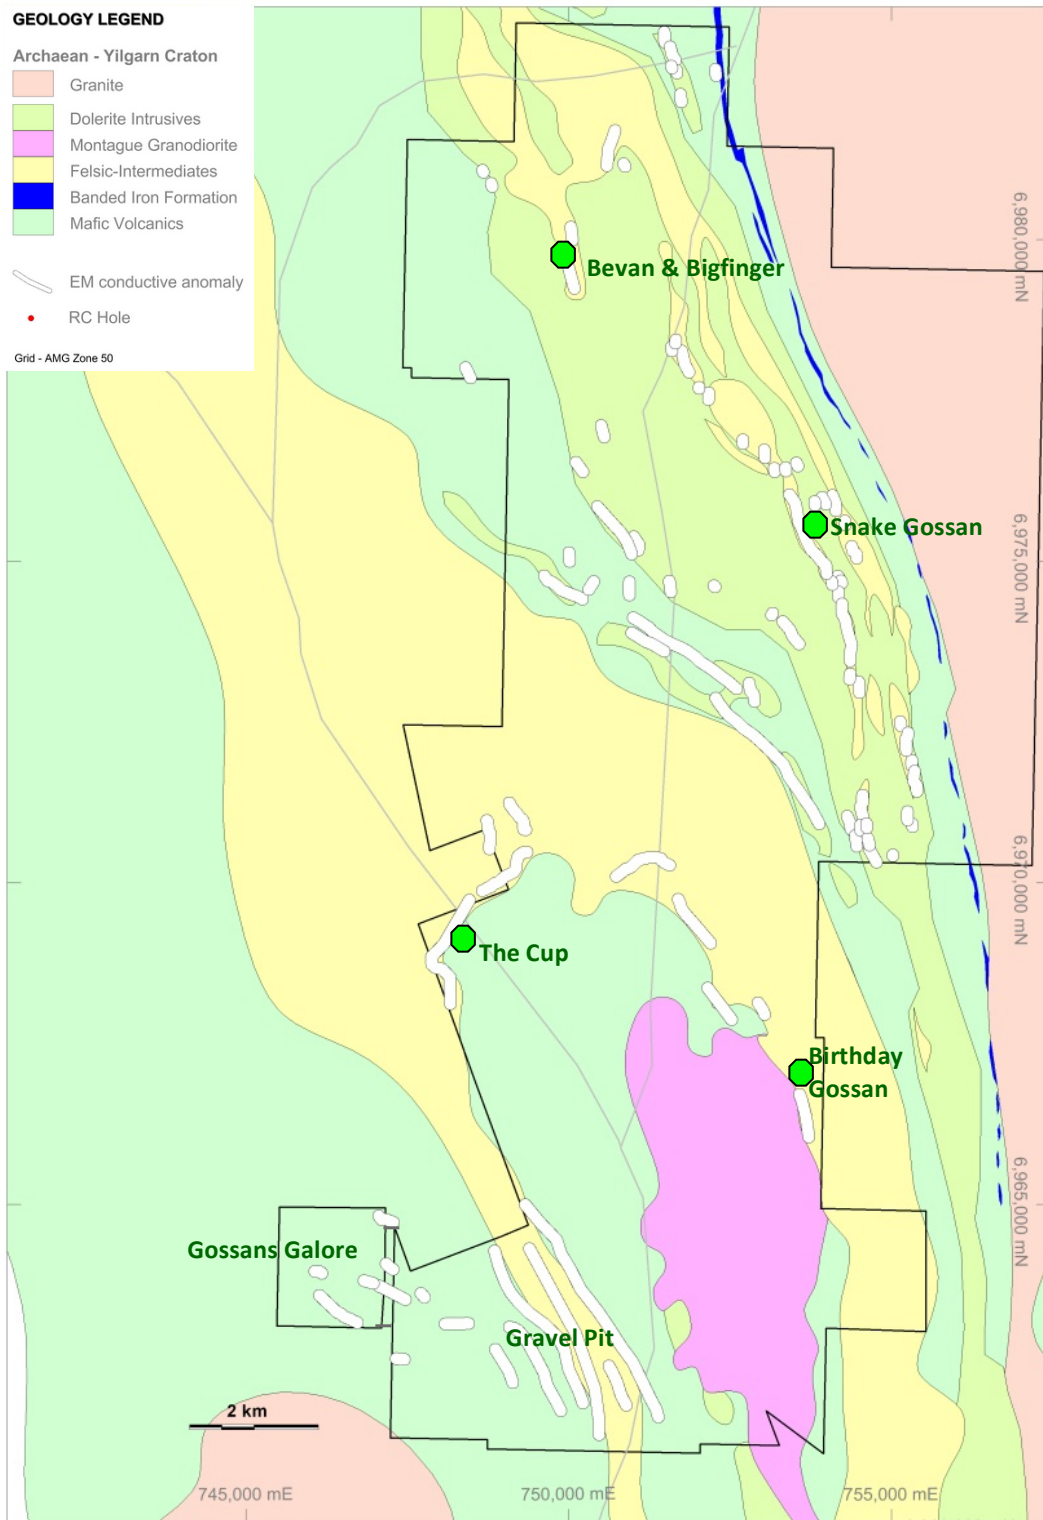 GEOLOGY LEGEND
Archaean - Yilgarn Craton
Granite
Dolerite Intrusives
Montague Granodiorite
Felsic-Intermediates
Banded Iron Formation
Mafic Volcanics
EM conductive anomaly
RC Hole
Grid - AMG Zone 50
6,980,000 mN
Bevan & Bigfinger
Snake Gossan
6,975,000 mN
6,970,000 mN
The Cup
Birthday
Gossan
6,965,000 mN
Gossans Galore
Gravel Pit
2 km
745,000 mE
750,000 mE
755,000 mE